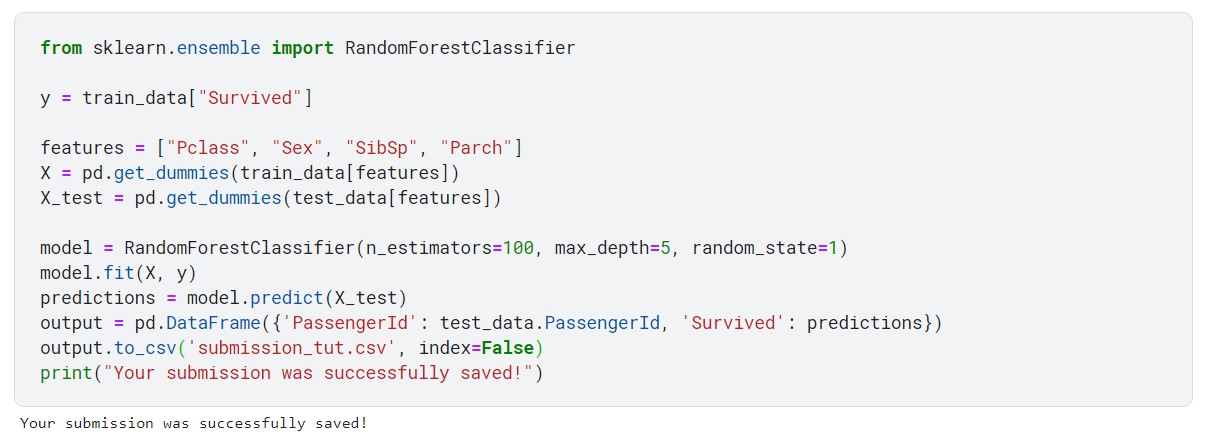 from sklearn.ensemble import RandomForestClassifier
y = train_data["Survived"]
features = ["Pclass", "Sex", "SibSp", "Parch"]
X = pd.get_dummies(train_data[features])
X_test = pd.get_dummies(test_data[features])
model = RandomForestClassifier(n_estimators=100, max_depth=5, random_state=1)
model.fit(X, y)
predictions = model.predict(X_test)
output = pd.DataFrame({'PassengerId': test_data.PassengerId, 'Survived': predictions})
output.to_csv('submission_tut.csv', index=False)
print("Your submission was successfully saved!")
Your submission was successfully saved!